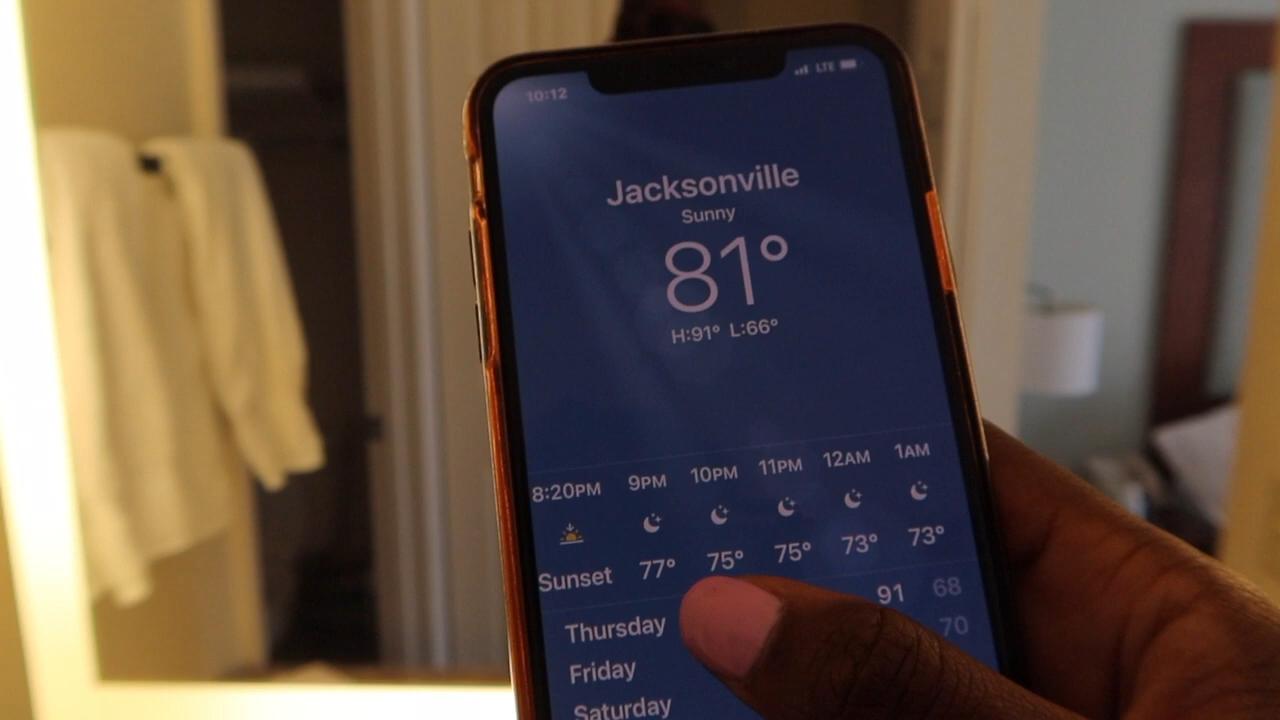 10:12 LTE
Jacksonville
Sunny
81°
H:91° L:66°
8:20PM 9PM 10PM 11PM 12AM 1AM
Sunset 77° 75° 75° 73° 73°
Thursday 91 68
Friday 70
Saturday